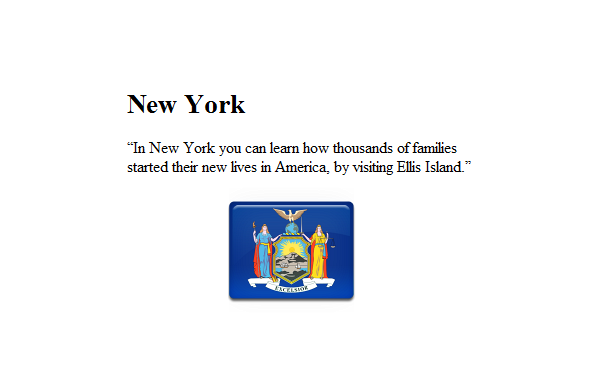 New York
“In New York you can learn how thousands of families
started their new lives in America, by visiting Ellis Island.”
EXCELSIOR